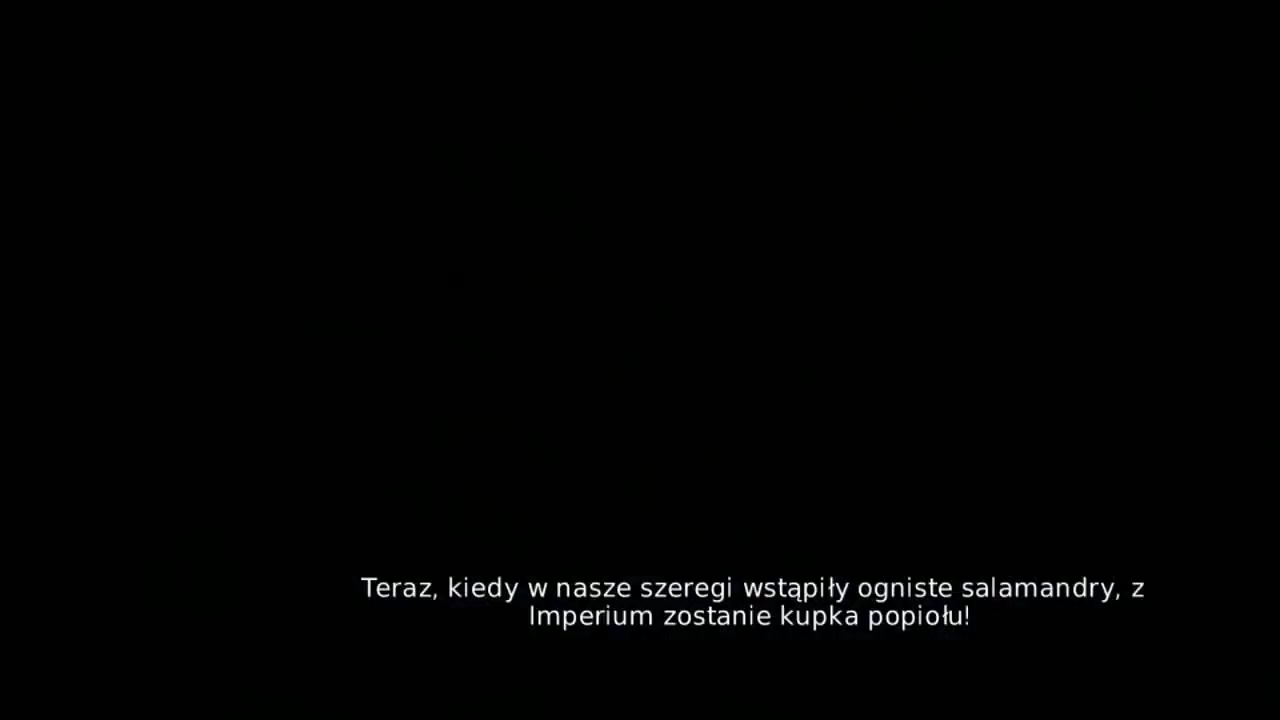 Teraz, kiedy w nasze szeregi wstąpiły ogniste salamandry, z
Imperium zostanie kupka popiołu!